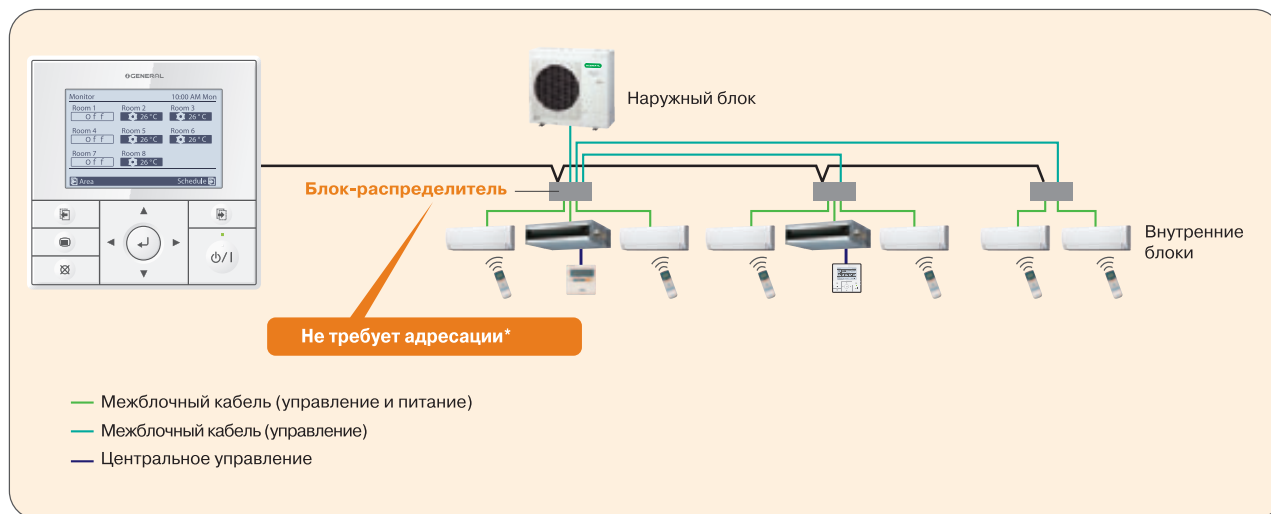 GENERAL
Monitor 10:00 AM Mon
Room 1 Room 2 Room 3
Off 26°C 26°C
Room 4 Room 5 Room 6
Off 26°C 26°C
Room 7 Room 8
Off 26°C
Area Schedule
Наружный блок
Блок-распределитель
Внутренние
блоки
Не требует адресации*
Межблочный кабель (управление и питание)
Межблочный кабель (управление)
Центральное управление